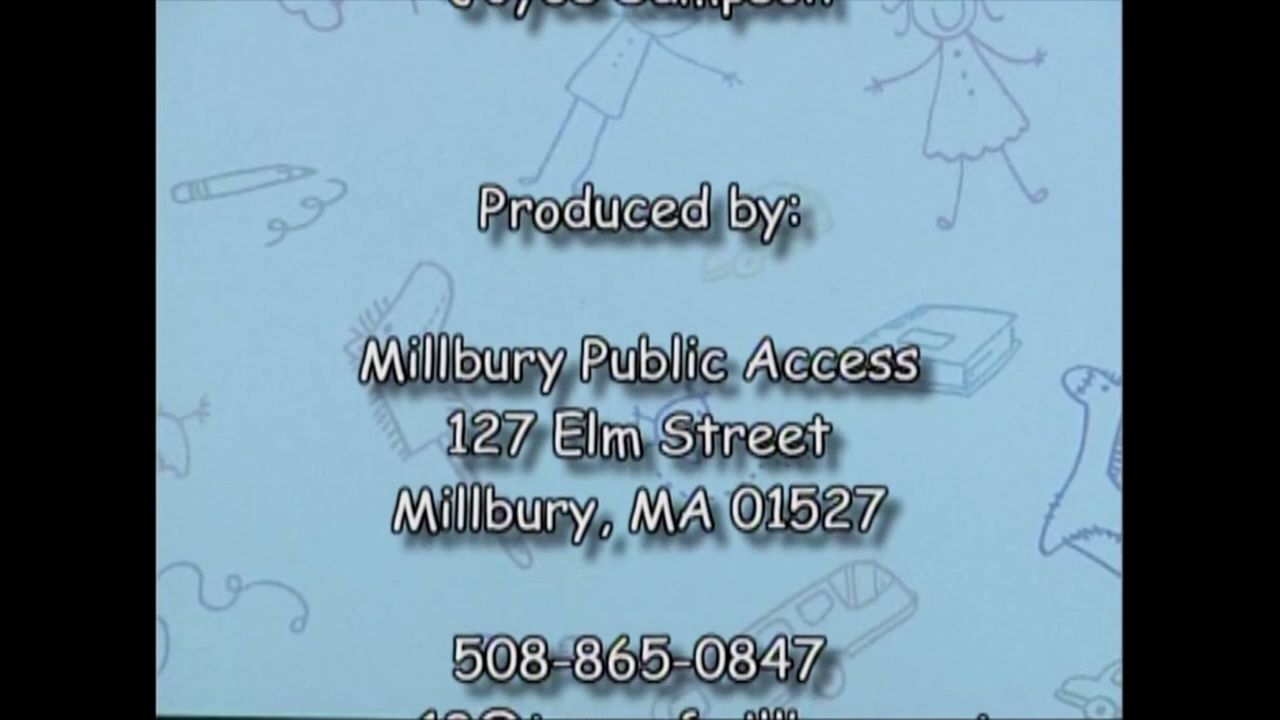 Produced by:
Millbury Public Access
127 Elm Street
Millbury, MA 01527
508-865-0847